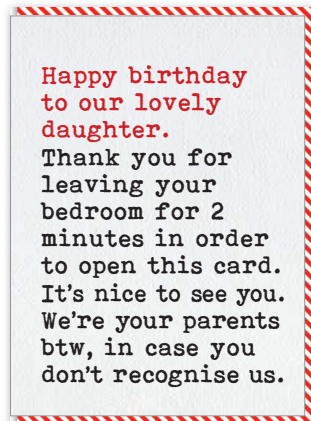 Happy birthday
to our lovely
daughter.
Thank you for
leaving your
bedroom for 2
minutes in order
to open this card.
It's nice to see you.
We're your parents
btw, in case you
don't recognise us.